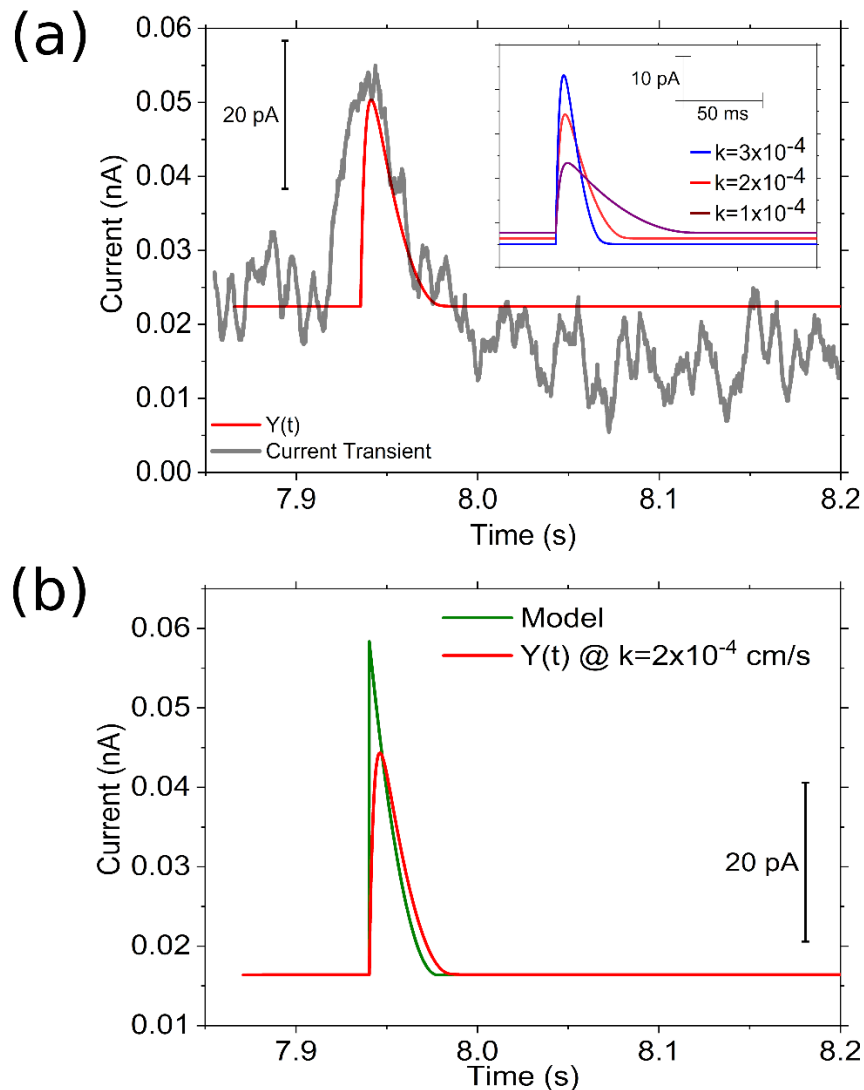 (a)
0.06
0.05
0.04
0.03
0.02
0.01
0.00
Current (nA)
20 pA
10 pA
50 ms
k=3x10⁻⁴
k=2x10⁻⁴
k=1x10⁻⁴
Y(t)
Current Transient
7.9
8.0
8.1
8.2
Time (s)
(b)
0.06
0.05
0.04
0.03
0.02
0.01
Current (nA)
Model
Y(t) @ k=2x10⁻⁴ cm/s
20 pA
7.9
8.0
8.1
8.2
Time (s)